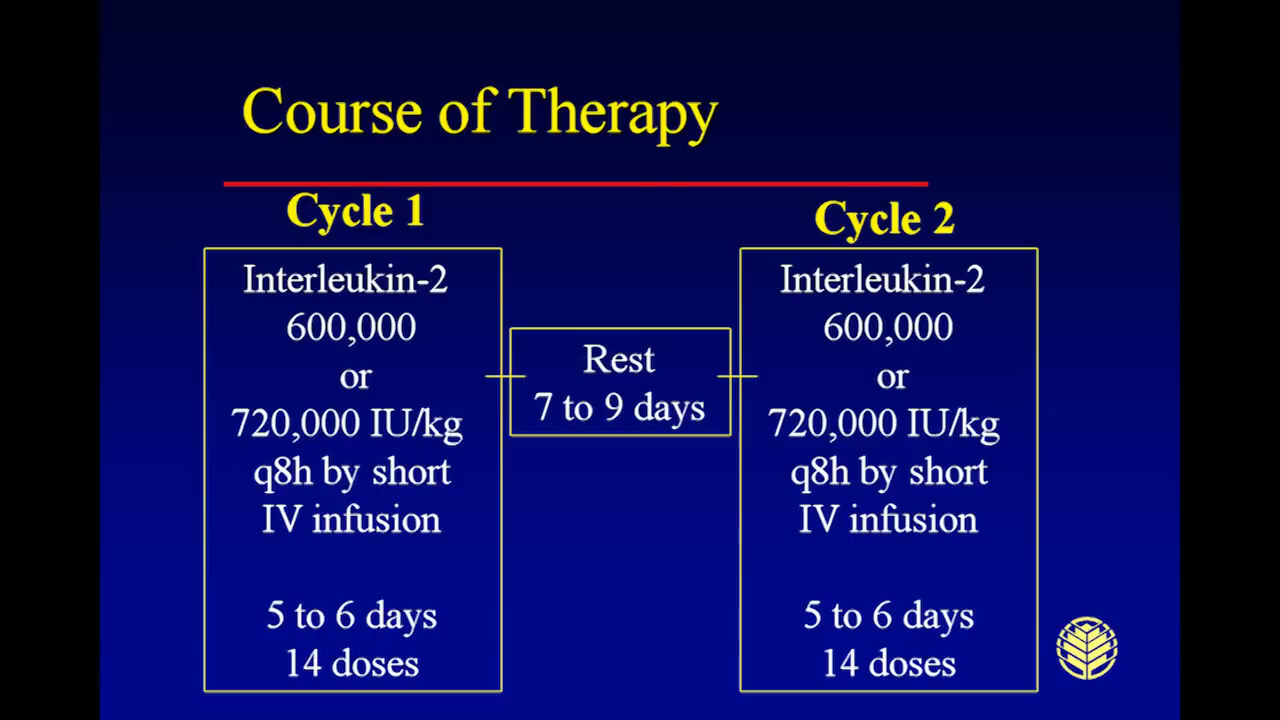 Course of Therapy
Cycle 1
Interleukin-2
600,000
or
720,000 IU/kg
q8h by short
IV infusion
5 to 6 days
14 doses
Rest
7 to 9 days
Cycle 2
Interleukin-2
600,000
or
720,000 IU/kg
q8h by short
IV infusion
5 to 6 days
14 doses